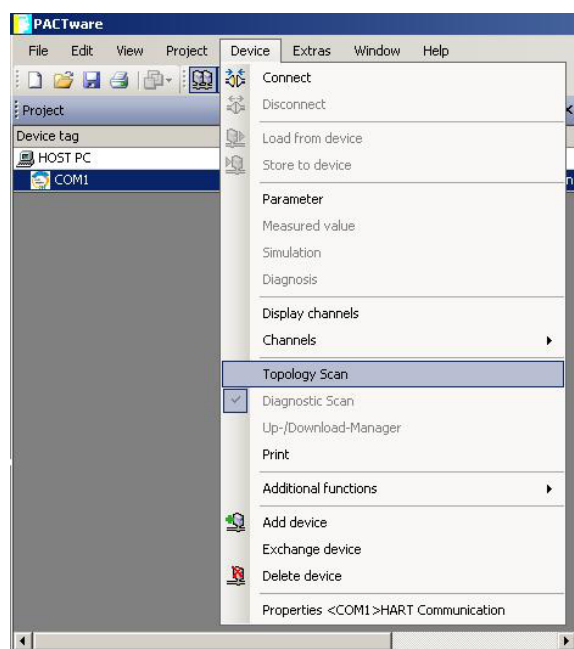 PACTware
File Edit View Project Device Extras Window Help
Project
Device tag
HOST PC
COM1
Connect
Disconnect
Load from device
Store to device
Parameter
Measured value
Simulation
Diagnosis
Display channels
Channels
Topology Scan
Diagnostic Scan
Up-/Download-Manager
Print
Additional functions
Add device
Exchange device
Delete device
Properties <COM1>HART Communication